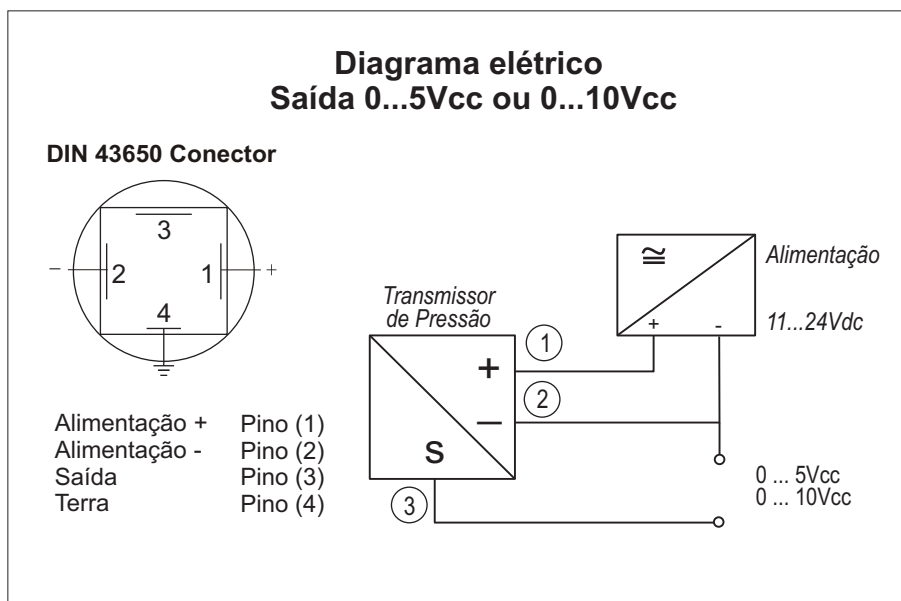 Diagrama elétrico
Saída 0...5Vcc ou 0...10Vcc
DIN 43650 Conector
3
- 2 1 +
4
Alimentação + Pino (1)
Alimentação - Pino (2)
Saída Pino (3)
Terra Pino (4)
Transmissor
de Pressão
+
-
S
1
2
3
≅
+ -
Alimentação
11...24Vdc
0 ... 5Vcc
0 ... 10Vcc